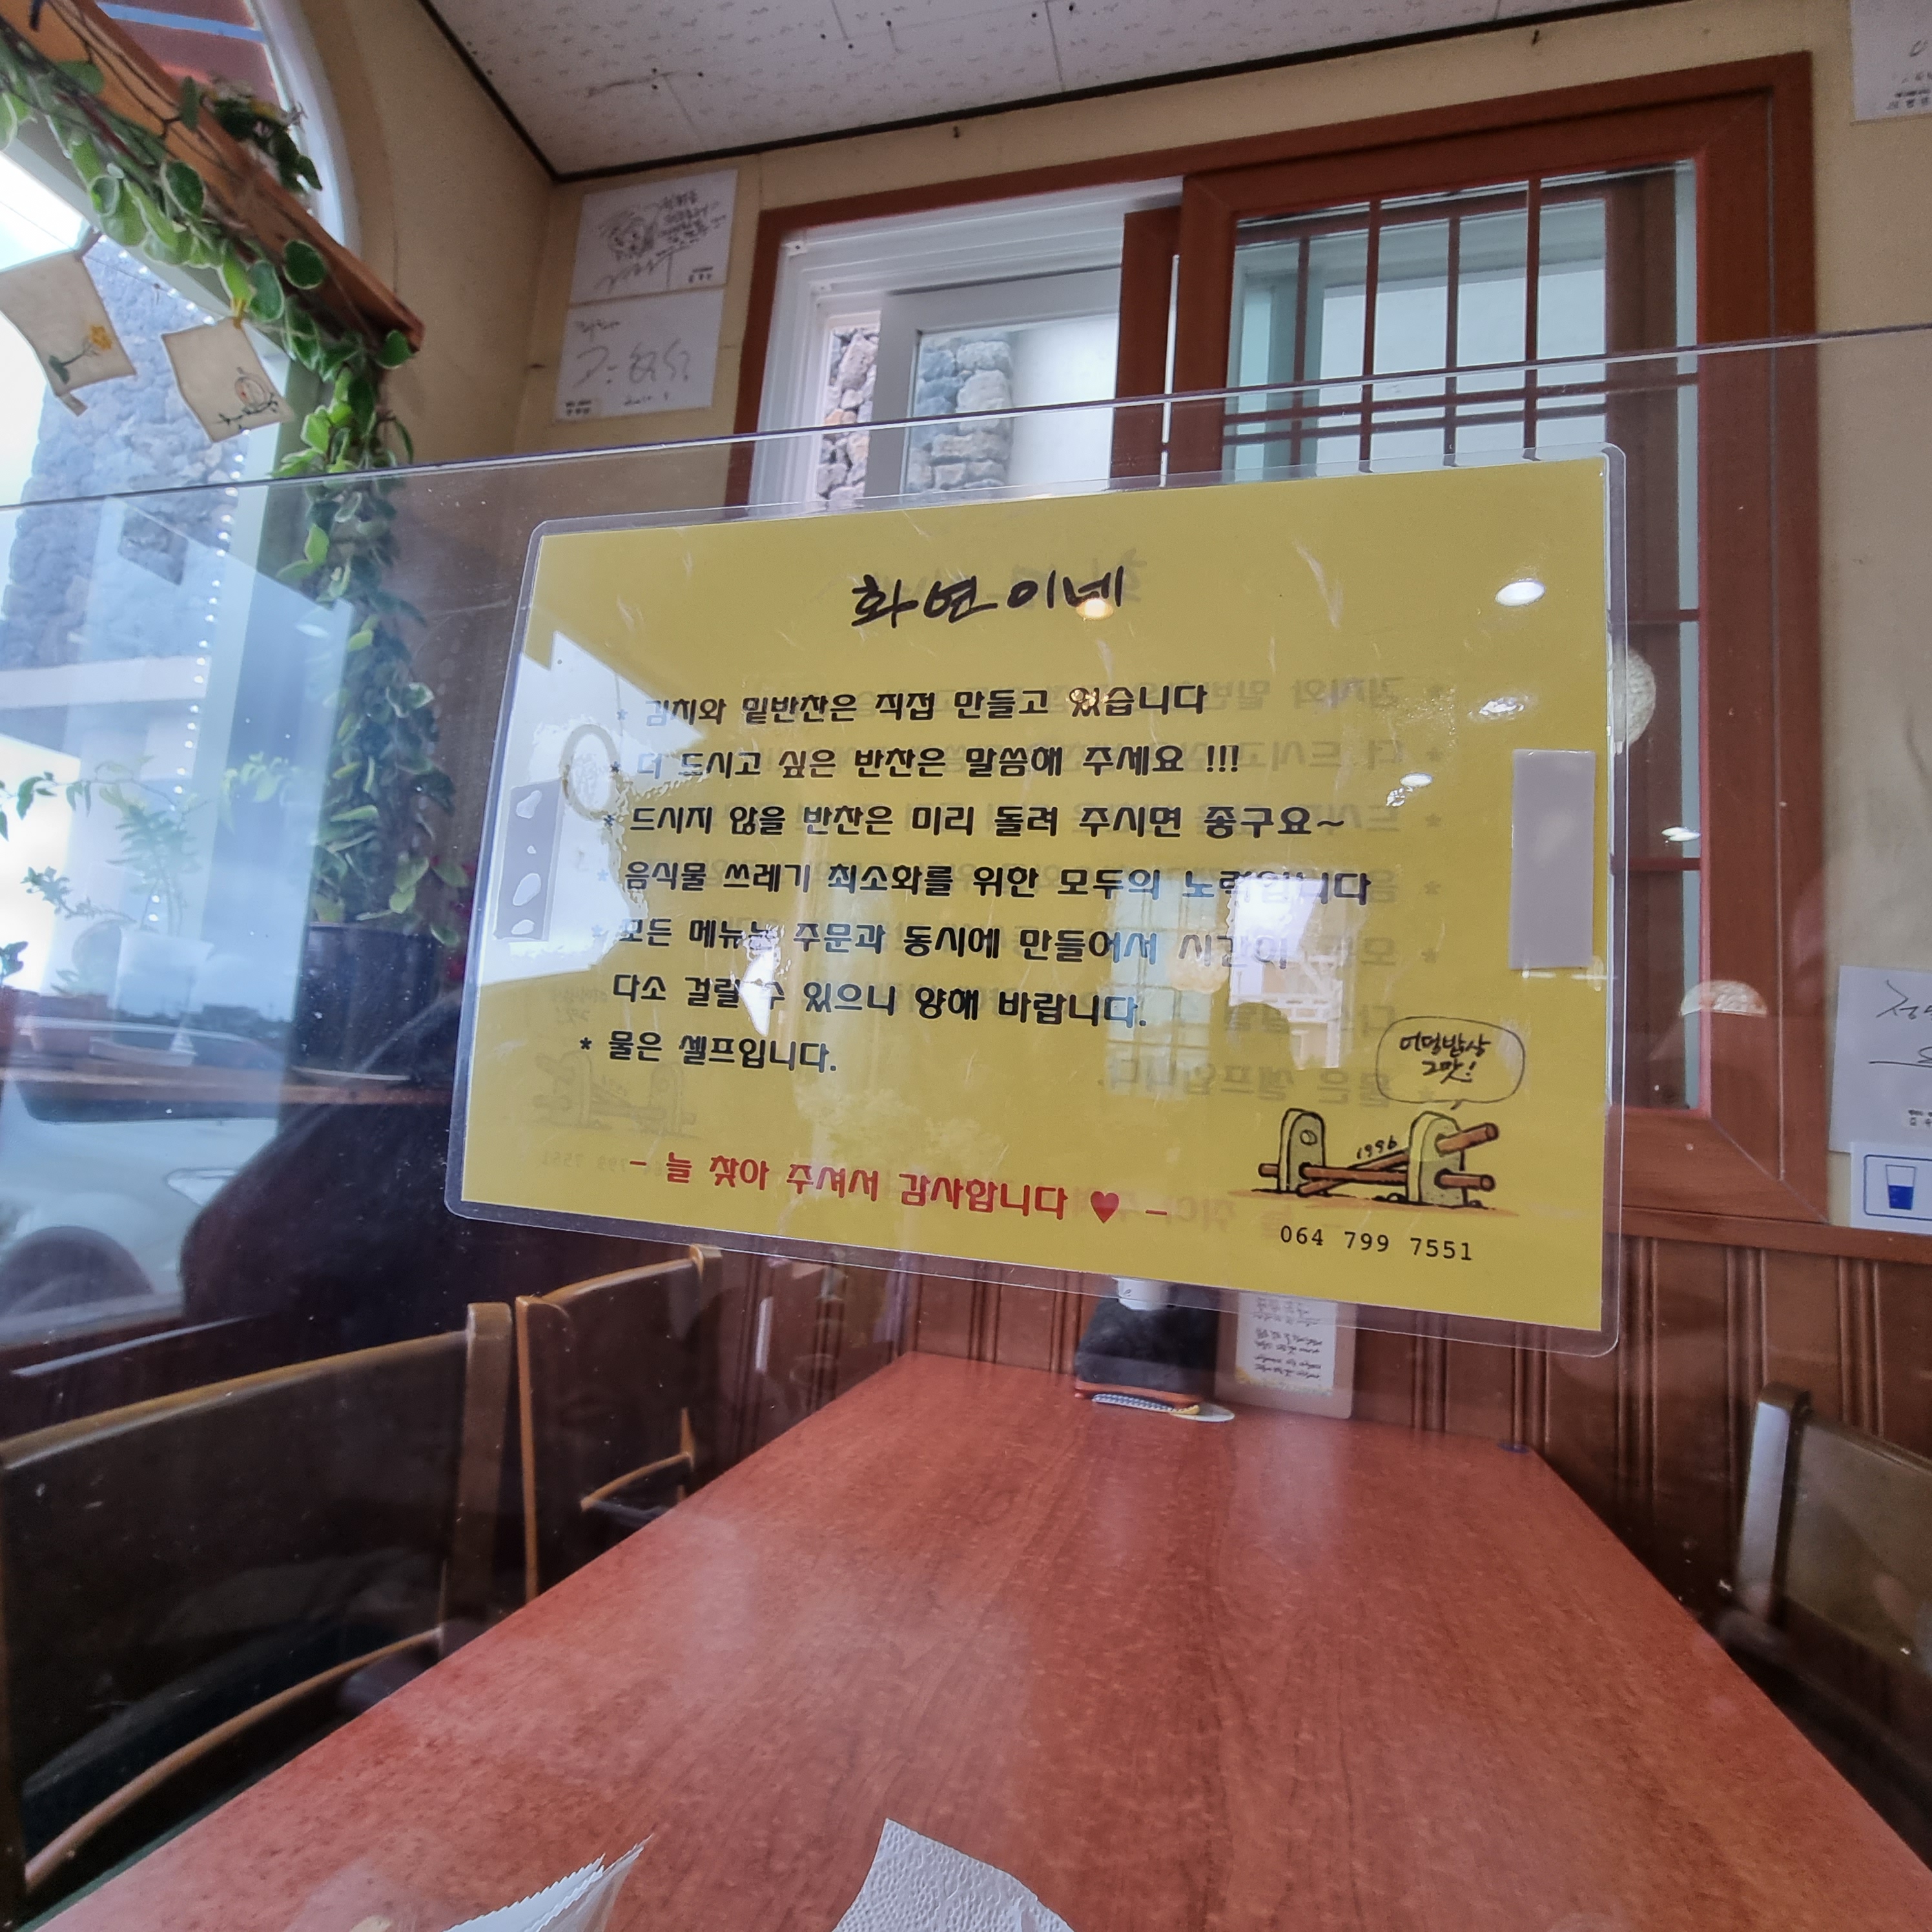 화연이네
* 김치와 밑반찬은 직접 만들고 있습니다
* 더 드시고 싶은 반찬은 말씀해 주세요 !!!
* 드시지 않을 반찬은 미리 돌려 주시면 종구요~
* 음식물 쓰레기 최소화를 위한 모두의 노력입니다
* 모든 메뉴는 주문과 동시에 만들어서 시간이
다소 걸릴 수 있으니 양해 바랍니다.
* 물은 셀프입니다.
어멍밥상
그맛!
1996
- 늘 찾아 주셔서 감사합니다 ♥ -
064 799 7551